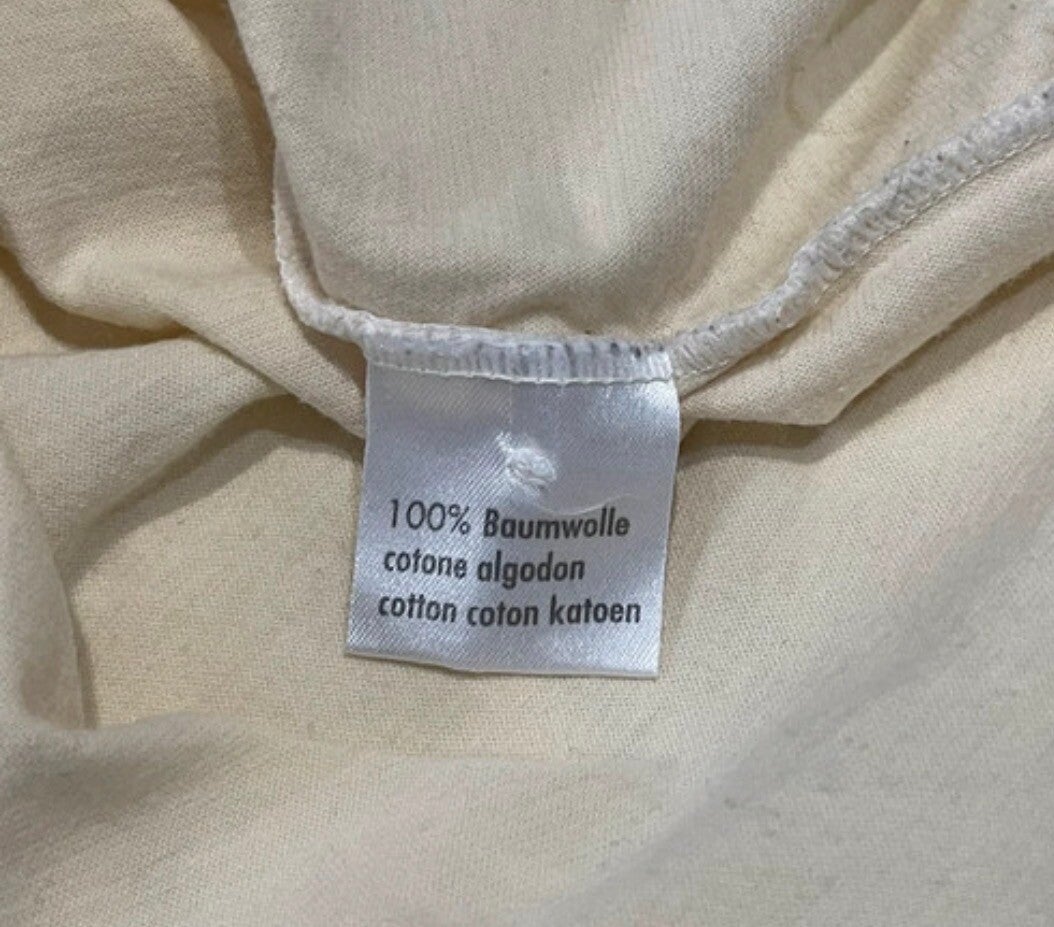 100% Baumwolle
cotone algodon
cotton coton katoen